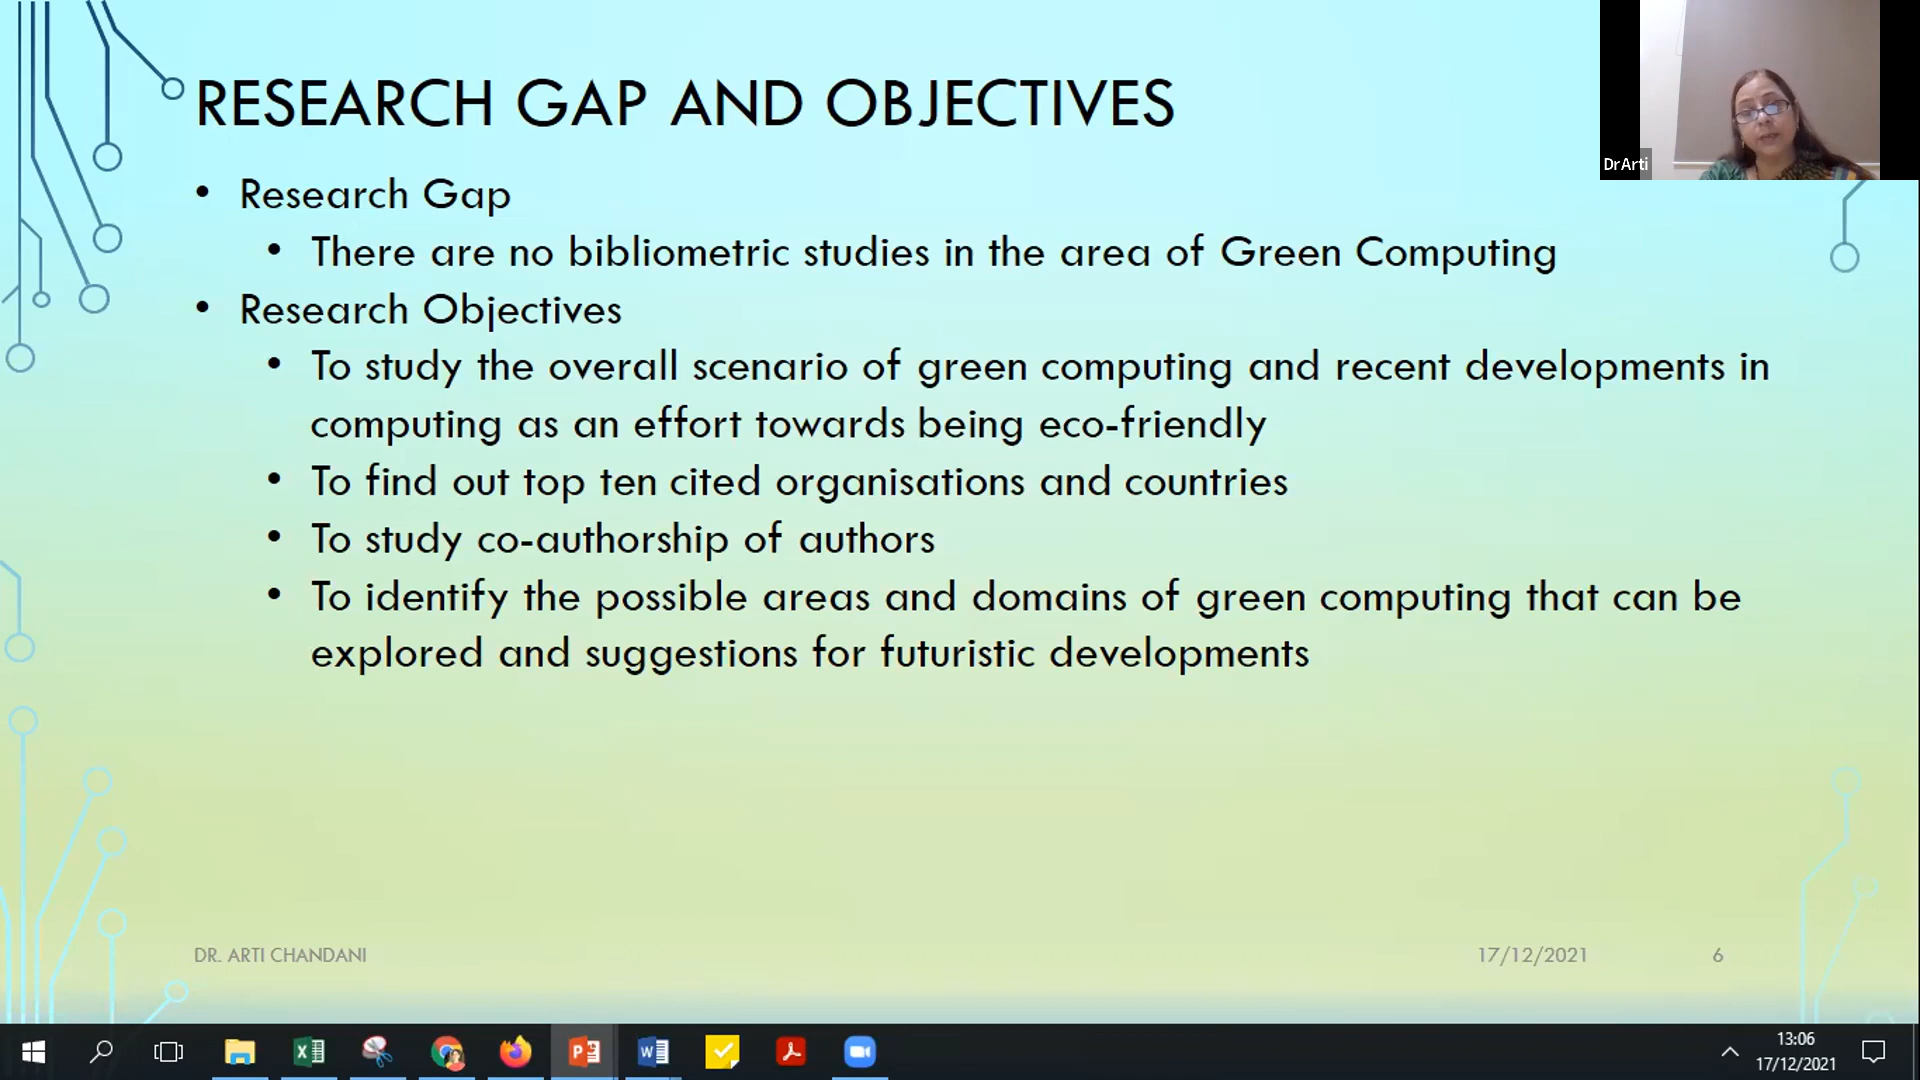 RESEARCH GAP AND OBJECTIVES
DrArti
• Research Gap
• There are no bibliometric studies in the area of Green Computing
• Research Objectives
• To study the overall scenario of green computing and recent developments in
computing as an effort towards being eco-friendly
• To find out top ten cited organisations and countries
• To study co-authorship of authors
• To identify the possible areas and domains of green computing that can be
explored and suggestions for futuristic developments
DR. ARTI CHANDANI
17/12/2021
6
13:06
17/12/2021